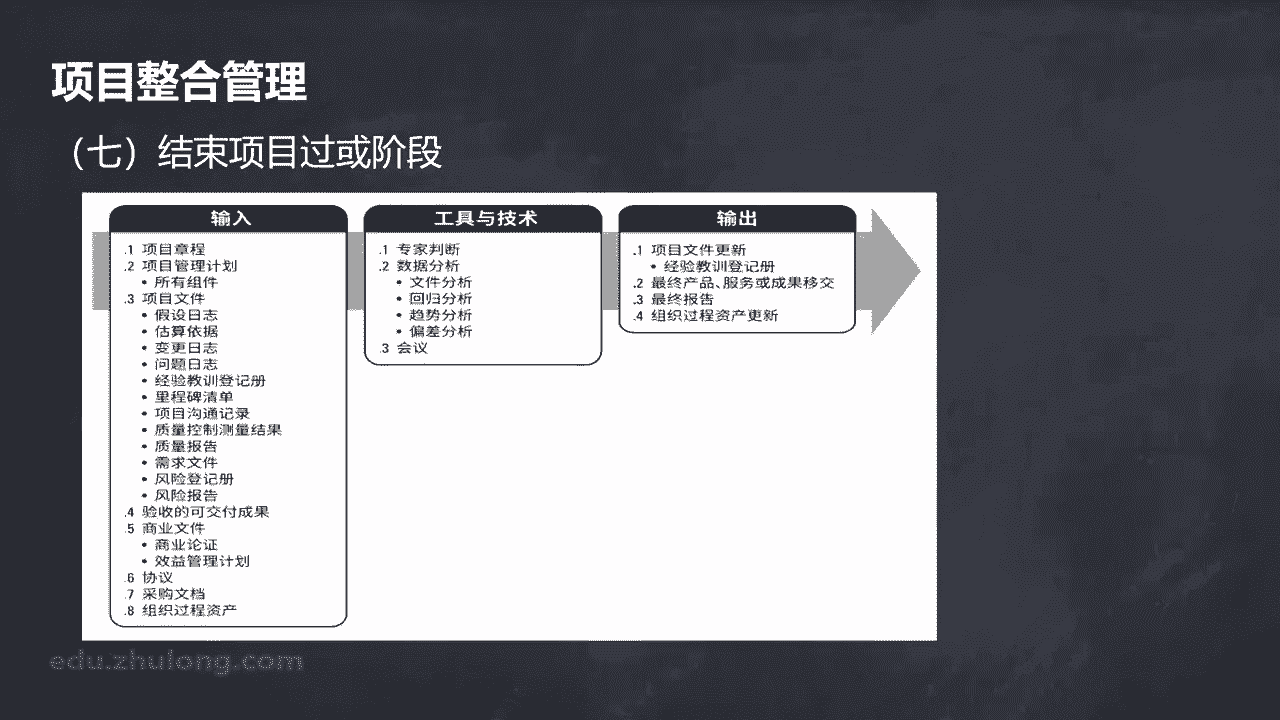 项目整合管理
（七）结束项目过或阶段
输入
.1 项目章程
.2 项目管理计划
• 所有组件
.3 项目文件
• 假设日志
• 估算依据
• 变更日志
• 问题日志
• 经验教训登记册
• 里程碑清单
• 项目沟通记录
• 质量控制测量结果
• 质量报告
• 需求文件
• 风险登记册
• 风险报告
.4 验收的可交付成果
.5 商业文件
• 商业论证
• 效益管理计划
.6 协议
.7 采购文档
.8 组织过程资产
工具与技术
.1 专家判断
.2 数据分析
• 文件分析
• 回归分析
• 趋势分析
• 偏差分析
.3 会议
输出
.1 项目文件更新
• 经验教训登记册
.2 最终产品、服务或成果移交
.3 最终报告
.4 组织过程资产更新
edu.zhulong.com